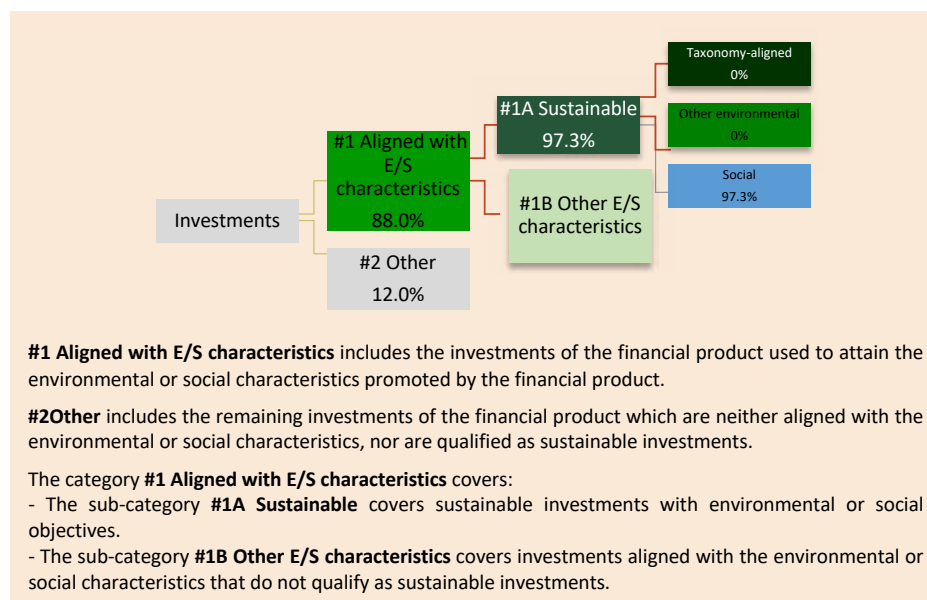 Taxonomy-aligned
0%
#1A Sustainable
97.3%
Other environmental
0%
#1 Aligned with
E/S
characteristics
88.0%
Social
97.3%
#1B Other E/S
characteristics
Investments
#2 Other
12.0%
#1 Aligned with E/S characteristics includes the investments of the financial product used to attain the
environmental or social characteristics promoted by the financial product.
#2Other includes the remaining investments of the financial product which are neither aligned with the
environmental or social characteristics, nor are qualified as sustainable investments.
The category #1 Aligned with E/S characteristics covers:
- The sub-category #1A Sustainable covers sustainable investments with environmental or social
objectives.
- The sub-category #1B Other E/S characteristics covers investments aligned with the environmental or
social characteristics that do not qualify as sustainable investments.